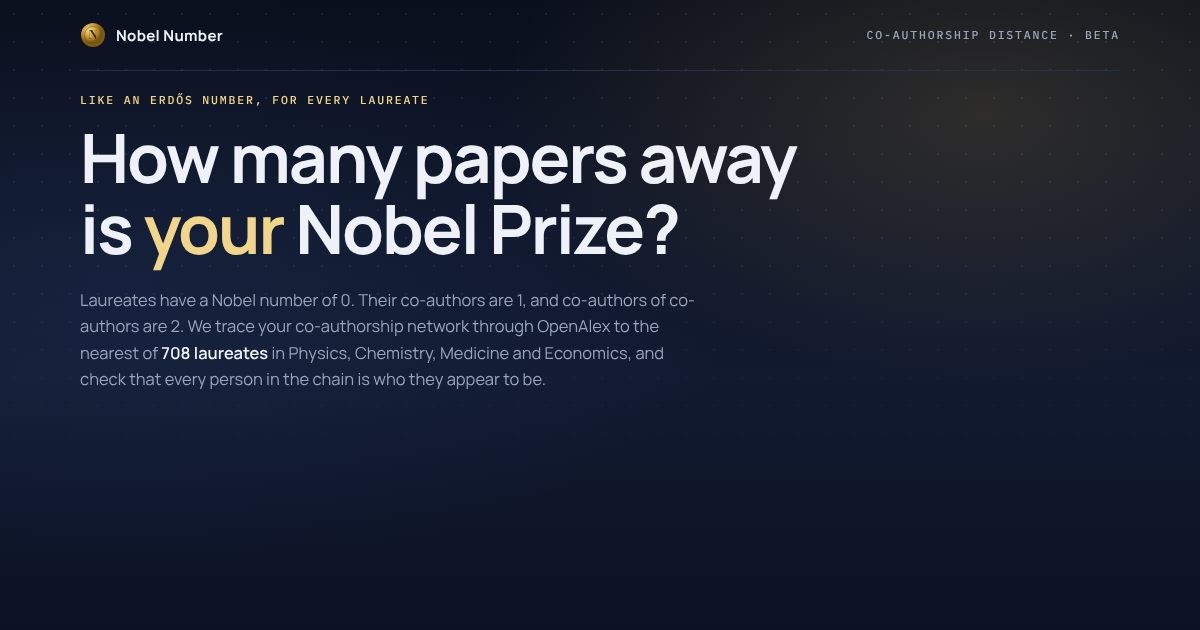 Nobel Number
CO-AUTHORSHIP DISTANCE · BETA
LIKE AN ERDŐS NUMBER, FOR EVERY LAUREATE
How many papers away
is your Nobel Prize?
Laureates have a Nobel number of 0. Their co-authors are 1, and co-authors of co-
authors are 2. We trace your co-authorship network through OpenAlex to the
nearest of 708 laureates in Physics, Chemistry, Medicine and Economics, and
check that every person in the chain is who they appear to be.